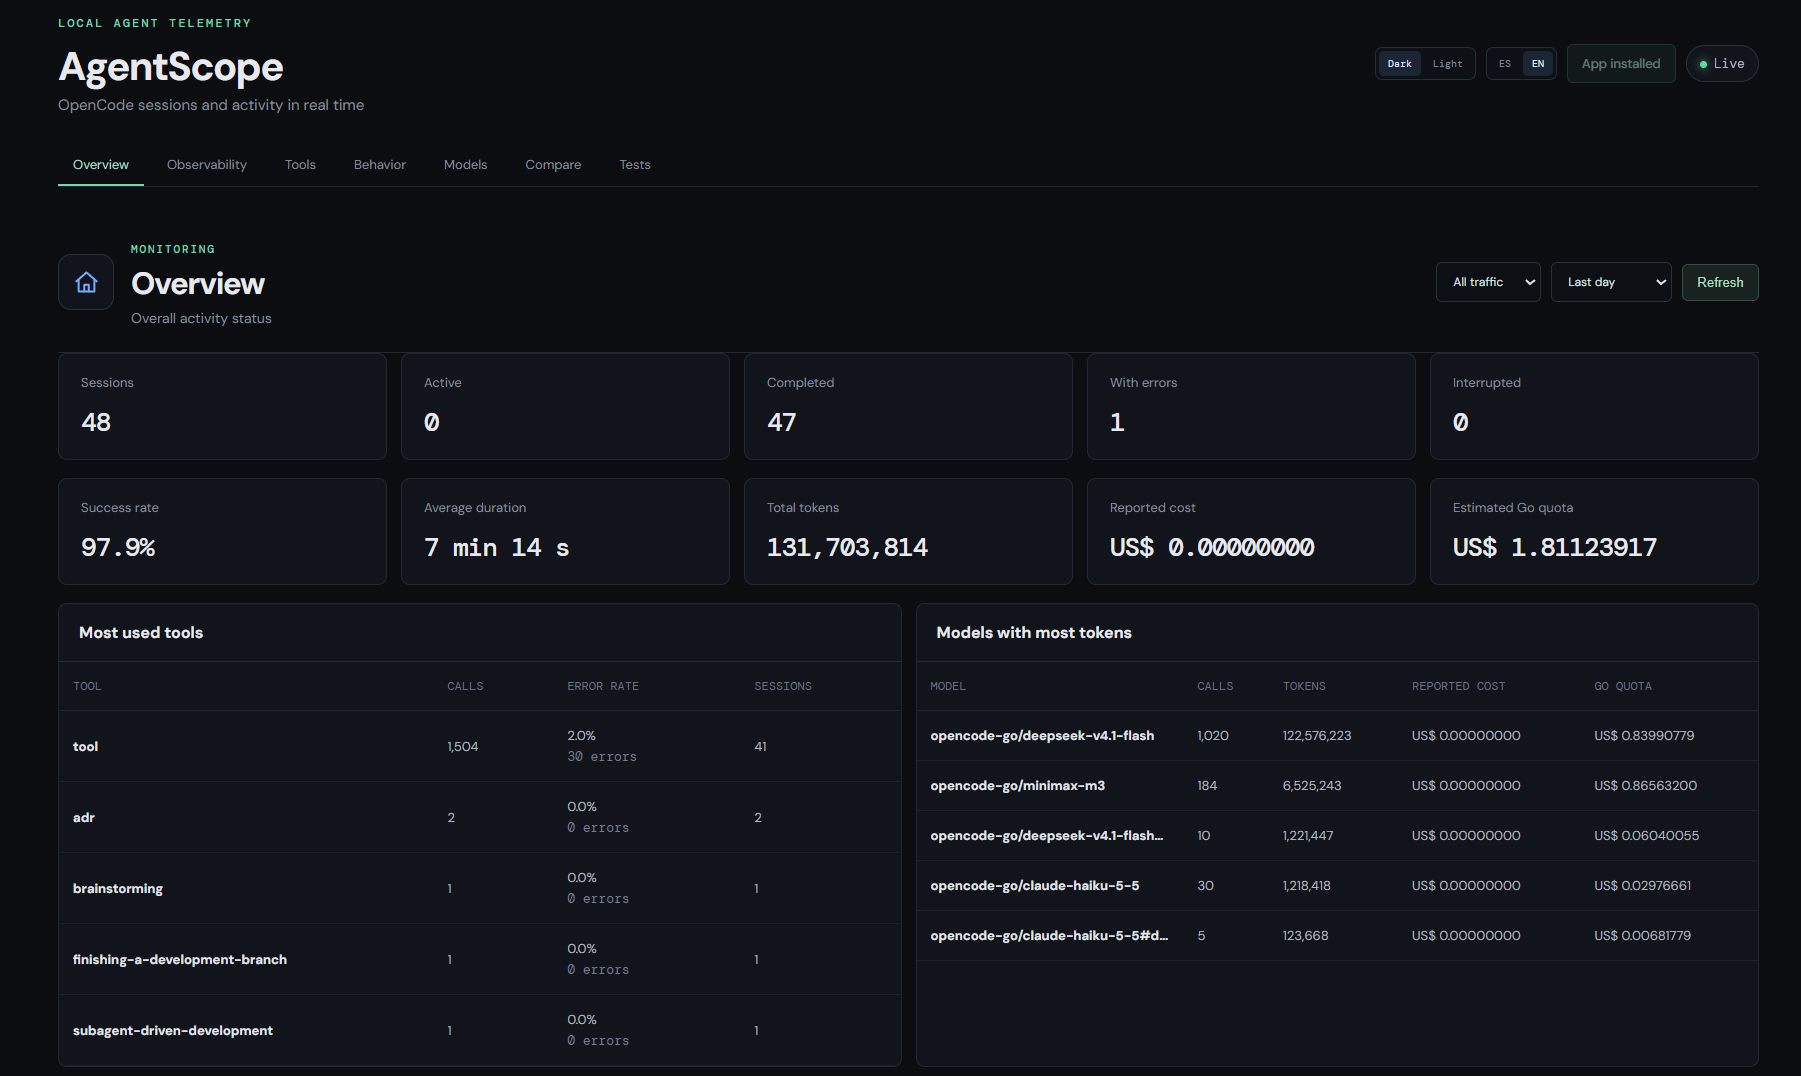 LOCAL AGENT TELEMETRY
AgentScope
OpenCode sessions and activity in real time
Dark Light ES EN App installed Live
Overview Observability Tools Behavior Models Compare Tests
MONITORING
Overview
Overall activity status
All traffic Last day Refresh
Sessions Active Completed With errors Interrupted
48 0 47 1 0
Success rate Average duration Total tokens Reported cost Estimated Go quota
97.9% 7 min 14 s 131,703,814 US$ 0.00000000 US$ 1.81123917
Most used tools
TOOL CALLS ERROR RATE SESSIONS
tool 1,504 2.0% 41
30 errors
adr 2 0.0% 2
0 errors
brainstorming 1 0.0% 1
0 errors
finishing-a-development-branch 1 0.0% 1
0 errors
subagent-driven-development 1 0.0% 1
0 errors
Models with most tokens
MODEL CALLS TOKENS REPORTED COST GO QUOTA
opencode-go/deepseek-v4.1-flash 1,020 122,576,223 US$ 0.00000000 US$ 0.83990779
opencode-go/minimax-m3 184 6,525,243 US$ 0.00000000 US$ 0.86563200
opencode-go/deepseek-v4.1-flash… 10 1,221,447 US$ 0.00000000 US$ 0.06040055
opencode-go/claude-haiku-5-5 30 1,218,418 US$ 0.00000000 US$ 0.02976661
opencode-go/claude-haiku-5-5#d… 5 123,668 US$ 0.00000000 US$ 0.00681779